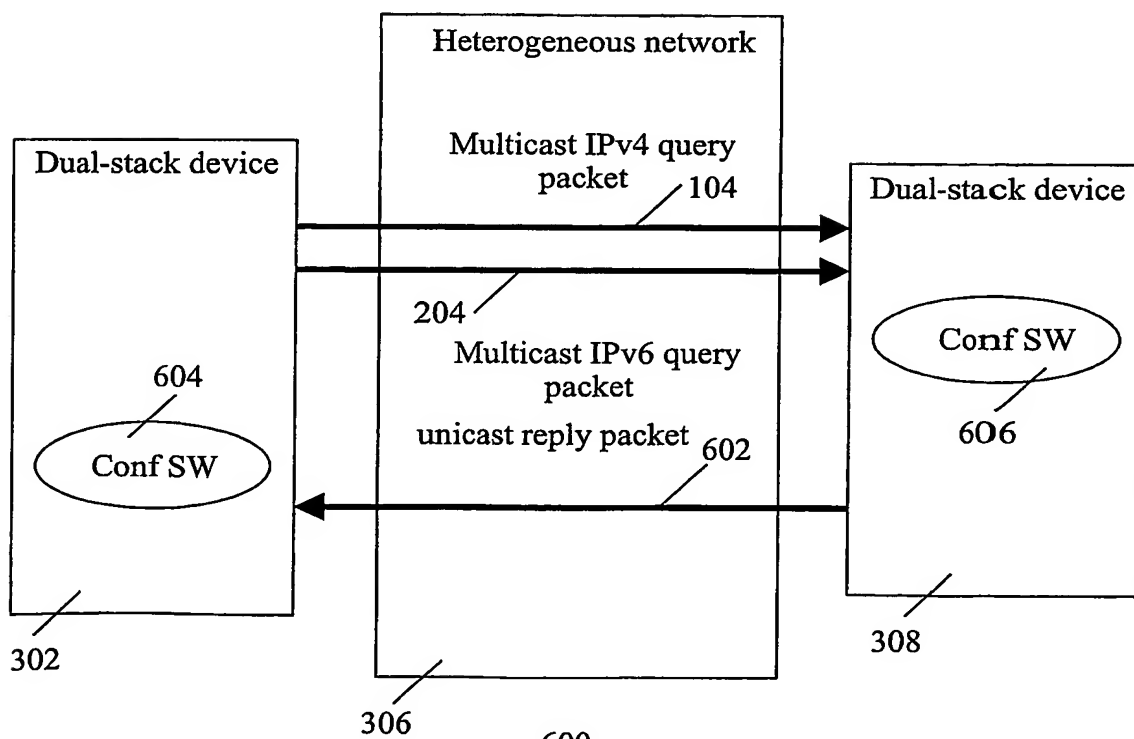 Heterogeneous network
Dual-stack device
Multicast IPv4 query
packet
104
Dual-stack device
204
Multicast IPv6 query
packet
Conf SW
606
604
Conf SW
unicast reply packet
602
302
308
306